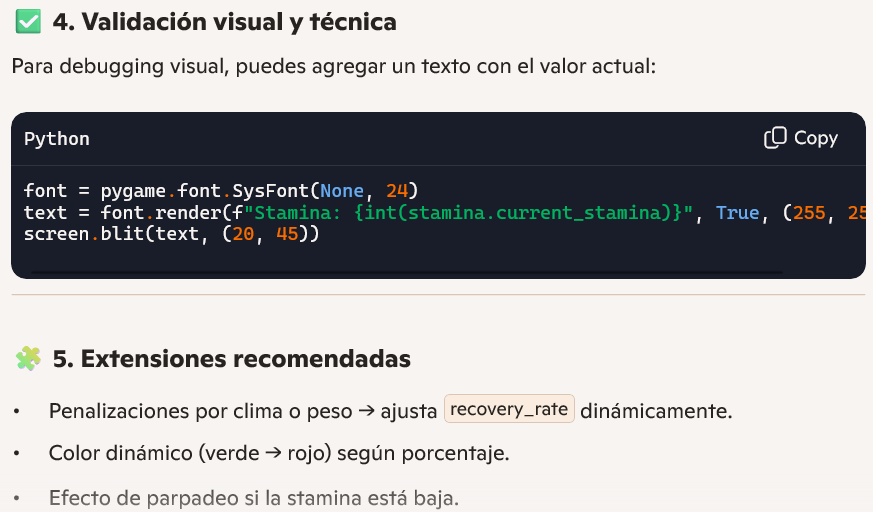 ✅ 4. Validación visual y técnica
Para debugging visual, puedes agregar un texto con el valor actual:
Python
Copy
font = pygame.font.SysFont(None, 24)
text = font.render(f"Stamina: {int(stamina.current_stamina)}", True, (255, 25
screen.blit(text, (20, 45))
🧩 5. Extensiones recomendadas
• Penalizaciones por clima o peso → ajusta recovery_rate dinámicamente.
• Color dinámico (verde → rojo) según porcentaje.
• Efecto de parpadeo si la stamina está baja.